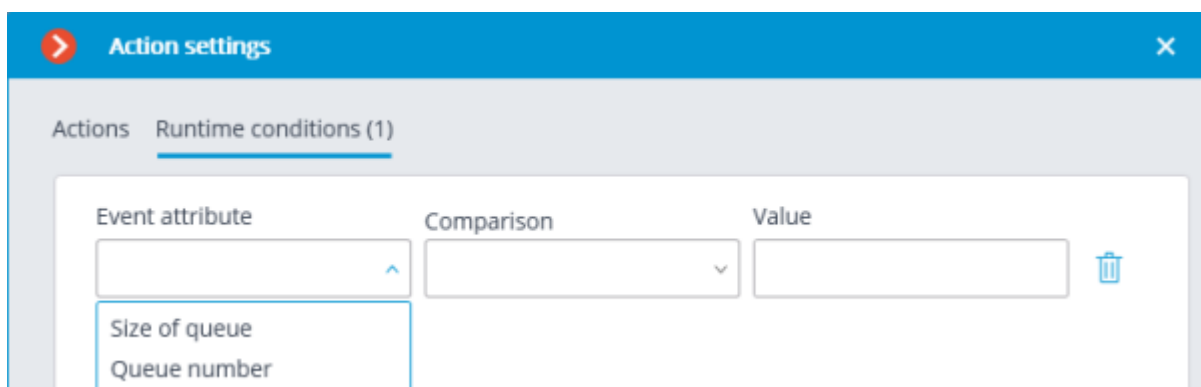 Action settings
Actions Runtime conditions (1)
Event attribute Comparison Value
Size of queue
Queue number